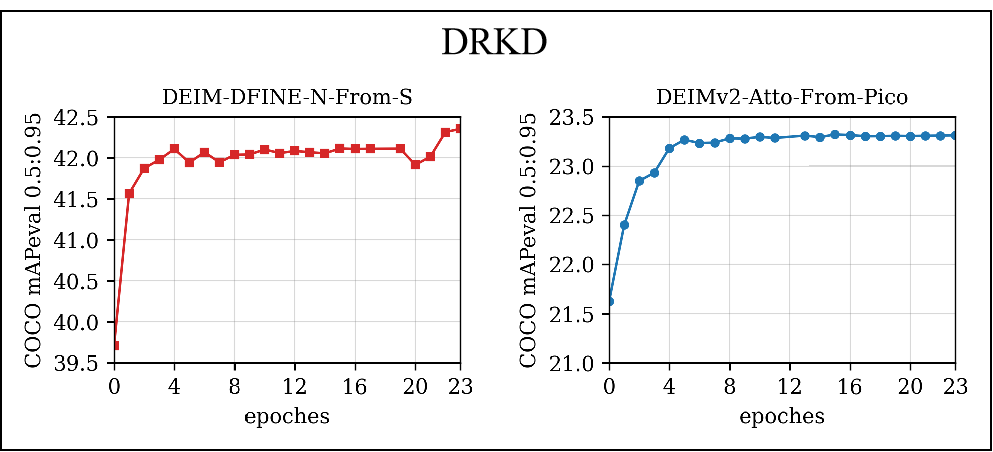 DRKD
DEIM-DFINE-N-From-S
COCO mAPeval 0.5:0.95
42.5
42.0
41.5
41.0
40.5
40.0
39.5
0 4 8 12 16 20 23
epoches
DEIMv2-Atto-From-Pico
COCO mAPeval 0.5:0.95
23.5
23.0
22.5
22.0
21.5
21.0
0 4 8 12 16 20 23
epoches